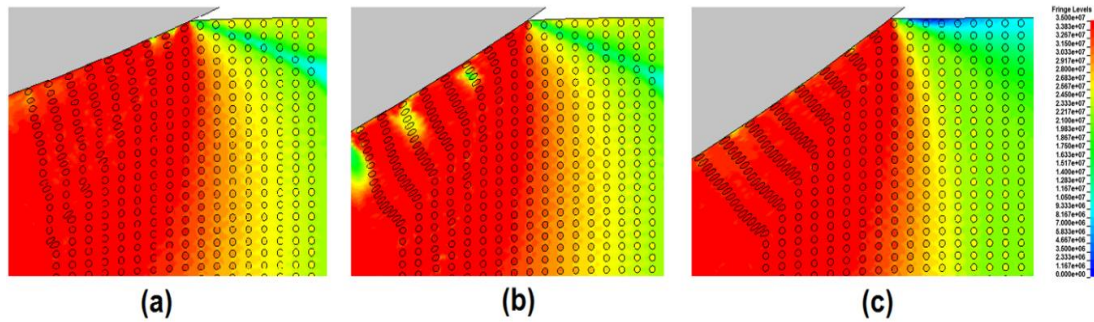 Fringe Levels
3.500e+07
3.383e+07
3.267e+07
3.150e+07
3.033e+07
2.917e+07
2.800e+07
2.683e+07
2.567e+07
2.450e+07
2.333e+07
2.217e+07
2.100e+07
1.983e+07
1.867e+07
1.750e+07
1.633e+07
1.517e+07
1.400e+07
1.283e+07
1.167e+07
1.050e+07
9.333e+06
8.167e+06
7.000e+06
5.833e+06
4.667e+06
3.500e+06
2.333e+06
1.167e+06
0.000e+00
(a)
(b)
(c)